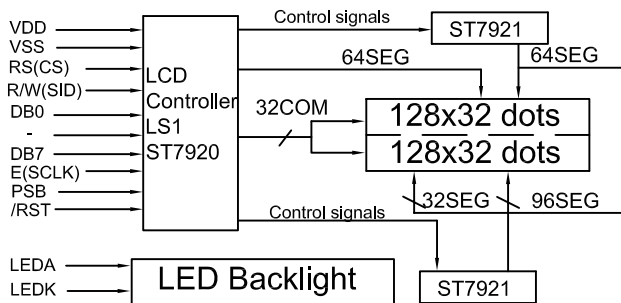 VDD
VSS
RS(CS)
R/W(SID)
DB0
-
DB7
E(SCLK)
PSB
/RST
LCD
Controller
LS1
ST7920
Control signals
ST7921
64SEG
64SEG
32COM
128x32 dots
128x32 dots
32SEG
96SEG
Control signals
ST7921
LEDA
LEDK
LED Backlight